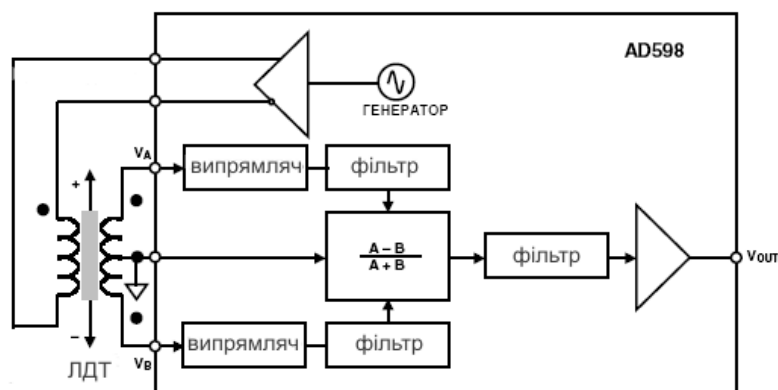 AD598
ГЕНЕРАТОР
VA
випрямляч
фільтр
+
A – B
A + B
фільтр
VOUT
–
ЛДТ
VB
випрямляч
фільтр